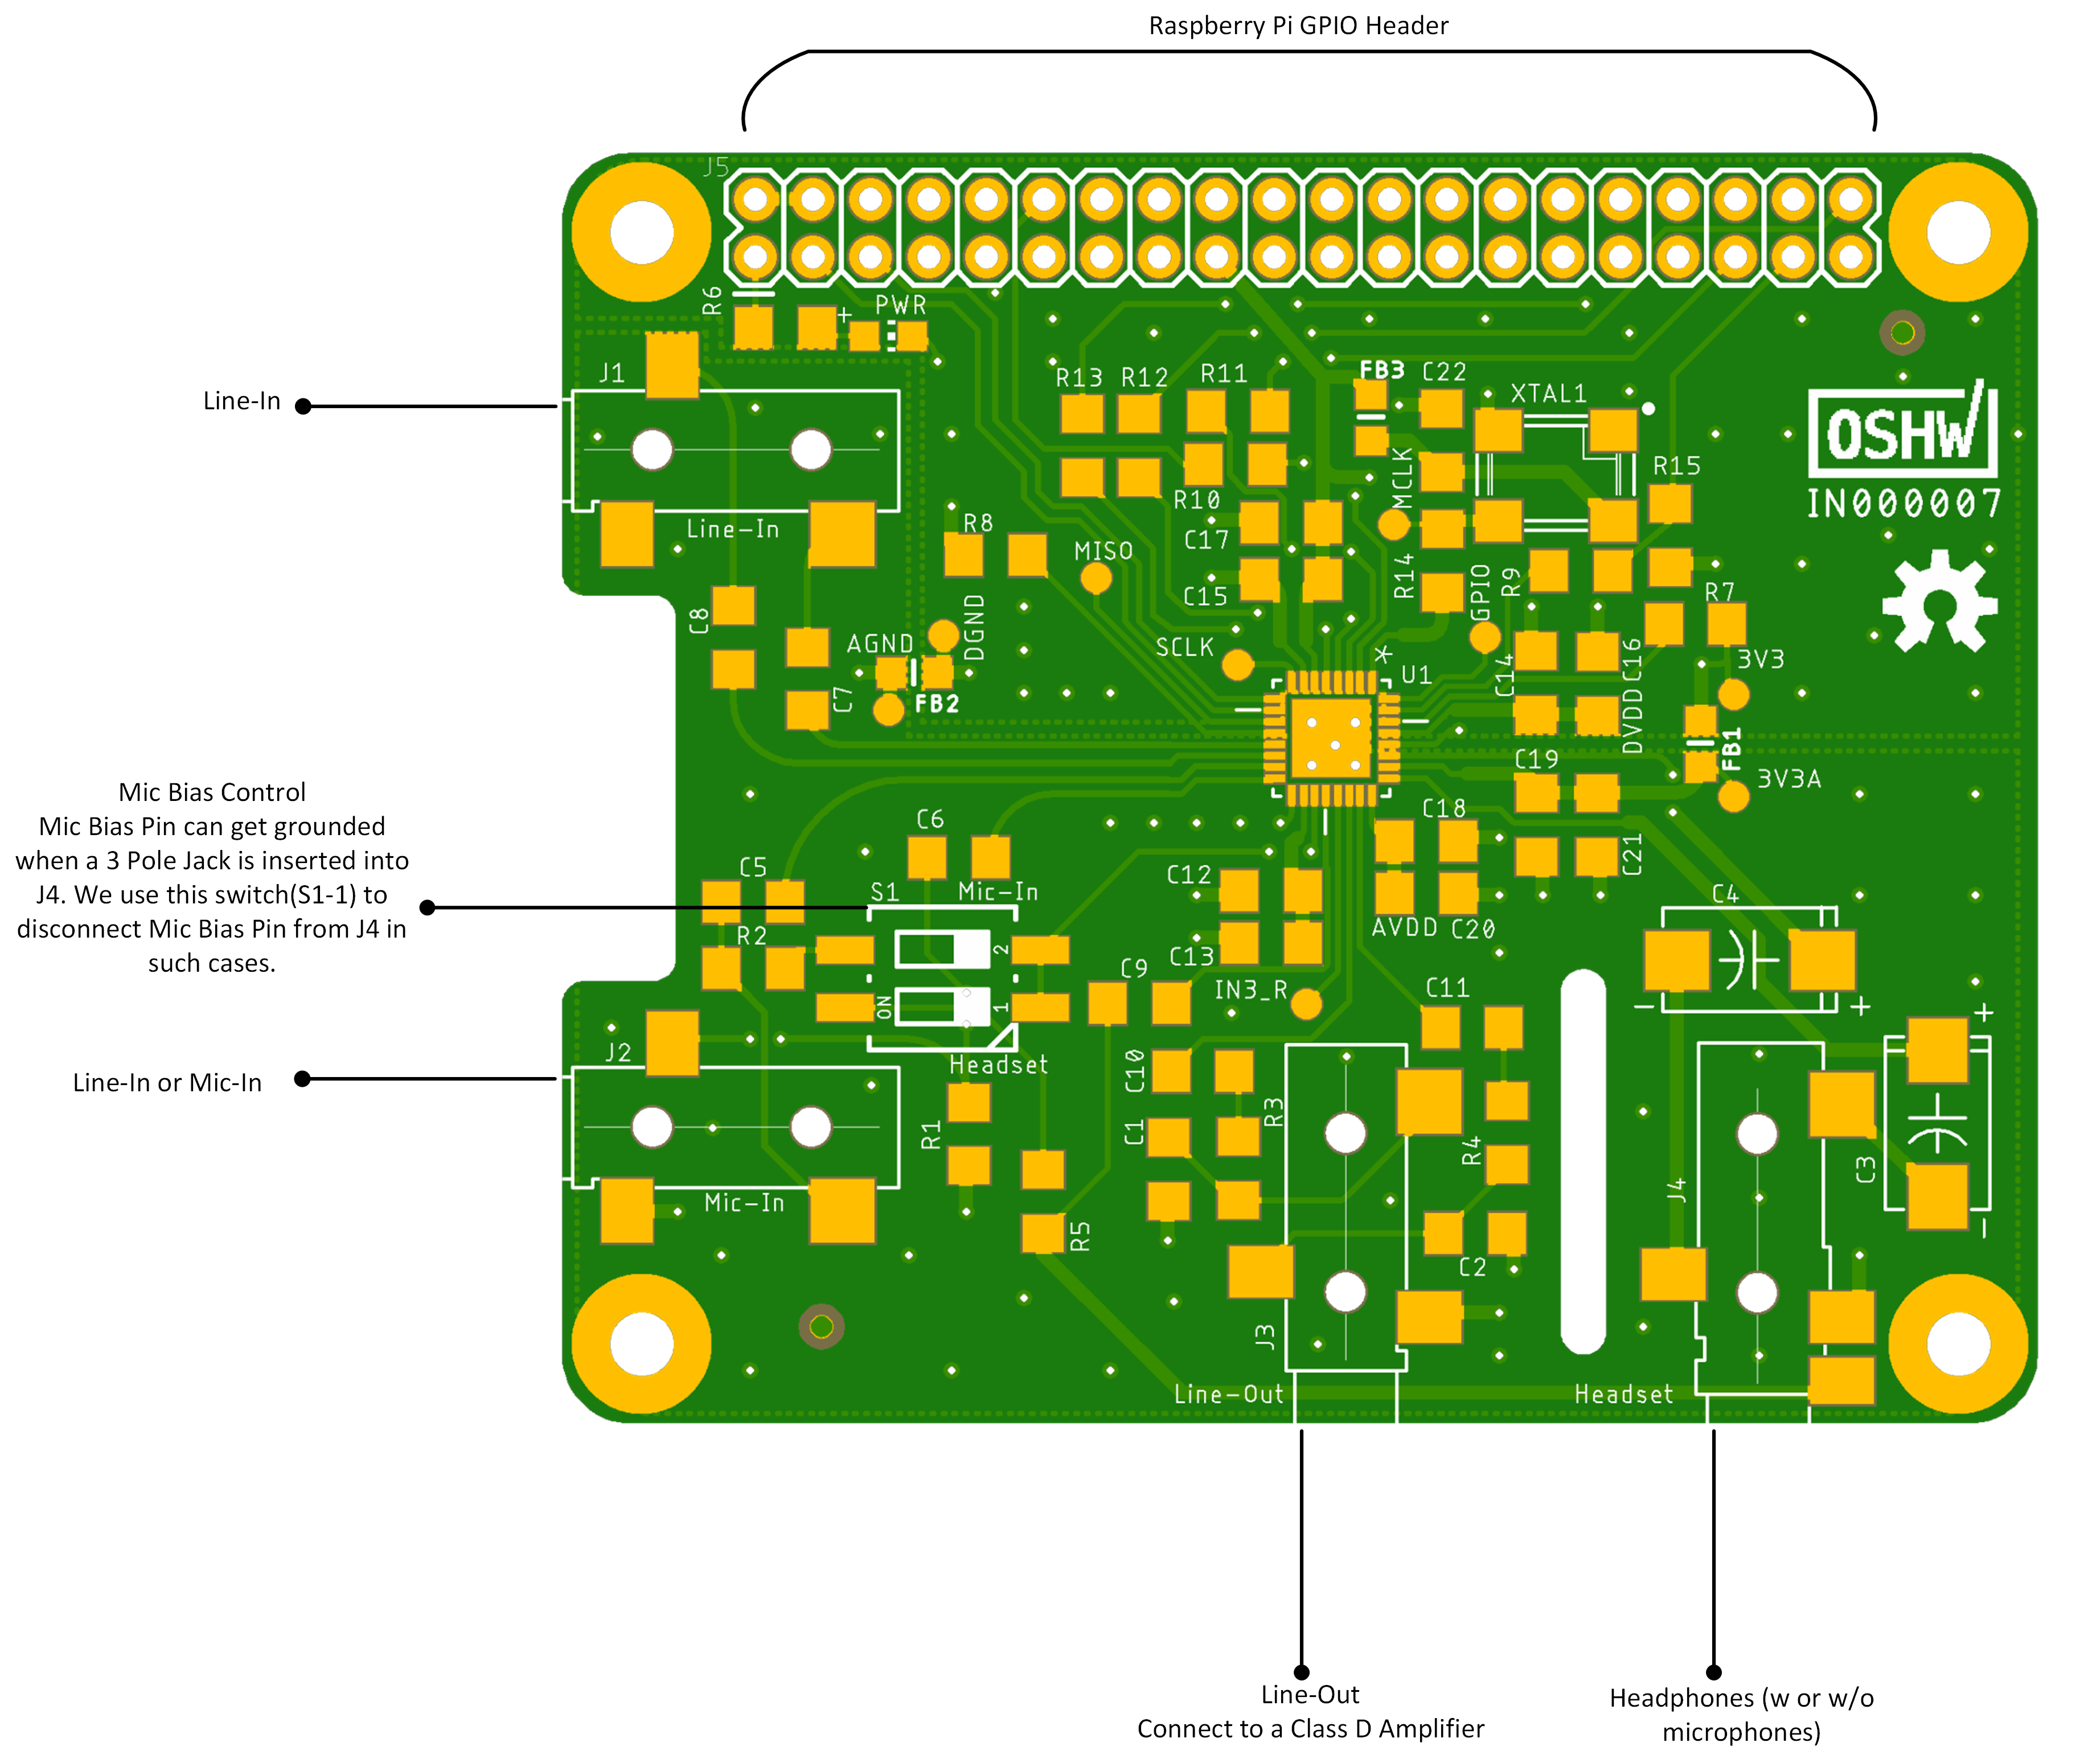 Raspberry Pi GPIO Header
J5
R6
+
PWR
J1
Line-In
Line-In
R13
R12
R11
FB3
C22
XTAL1
OSHW
IN000007
R10
MCLK
R15
R8
MISO
C17
C15
R14
GPIO
R9
R7
C8
AGND
DGND
SCLK
*
U1
C14
C16
3V3
C7
FB2
DVDD
FB1
C19
3V3A
Mic Bias Control
Mic Bias Pin can get grounded
when a 3 Pole Jack is inserted into
J4. We use this switch(S1-1) to
disconnect Mic Bias Pin from J4 in
such cases.
C6
C18
C21
C5
S1
Mic-In
C12
C4
R2
2
AVDD
C20
C13
C9
IN3_R
C11
-
+
ON
1
+
J2
Headset
Line-In or Mic-In
C10
R3
R1
C1
R4
C3
J4
Mic-In
R5
C2
-
J3
Line-Out
Headset
Line-Out
Connect to a Class D Amplifier
Headphones (w or w/o
microphones)